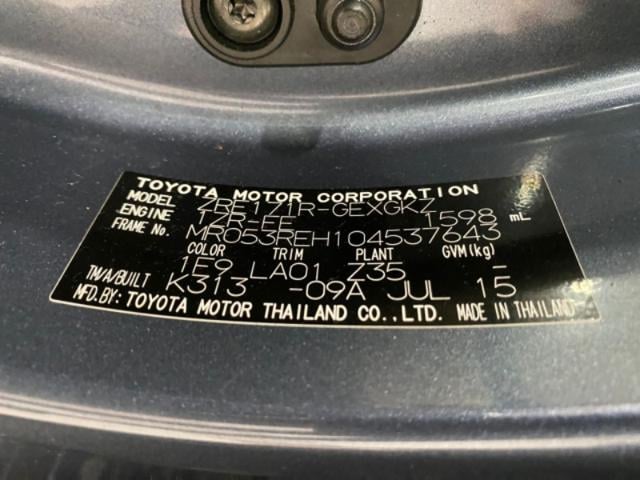 TOYOTA MOTOR CORPORATION
MODEL ZRE171R-GEXGKZ
ENGINE 1ZR-FE 1598 mL
FRAME No. MR053REH104537643
COLOR TRIM PLANT GVM(kg)
1E9 LA01 Z35 -
TM/A/BUILT K313 -09A JUL 15
MFD.BY: TOYOTA MOTOR THAILAND CO.,LTD. MADE IN THAILAND